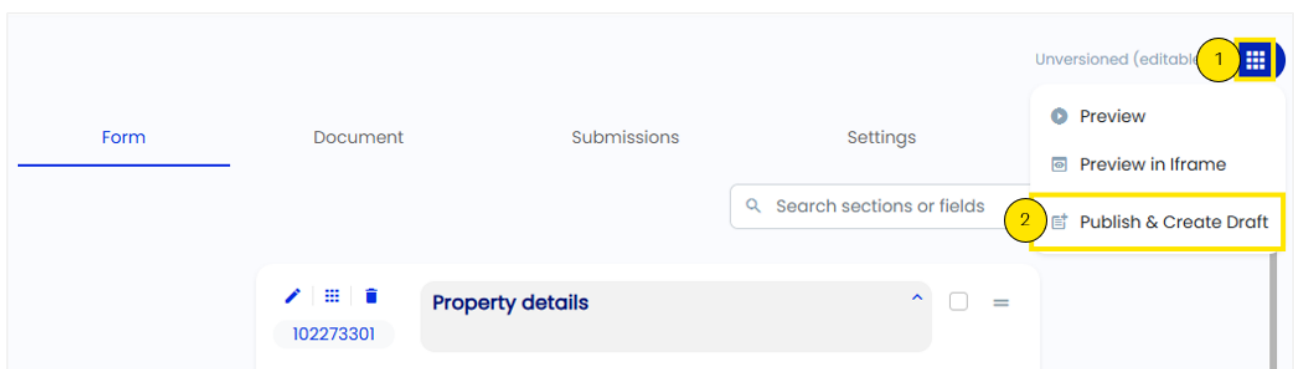 Unversioned (editable
1
Preview
Form
Document
Submissions
Settings
Preview in Iframe
Search sections or fields
2
Publish & Create Draft
Property details
102273301